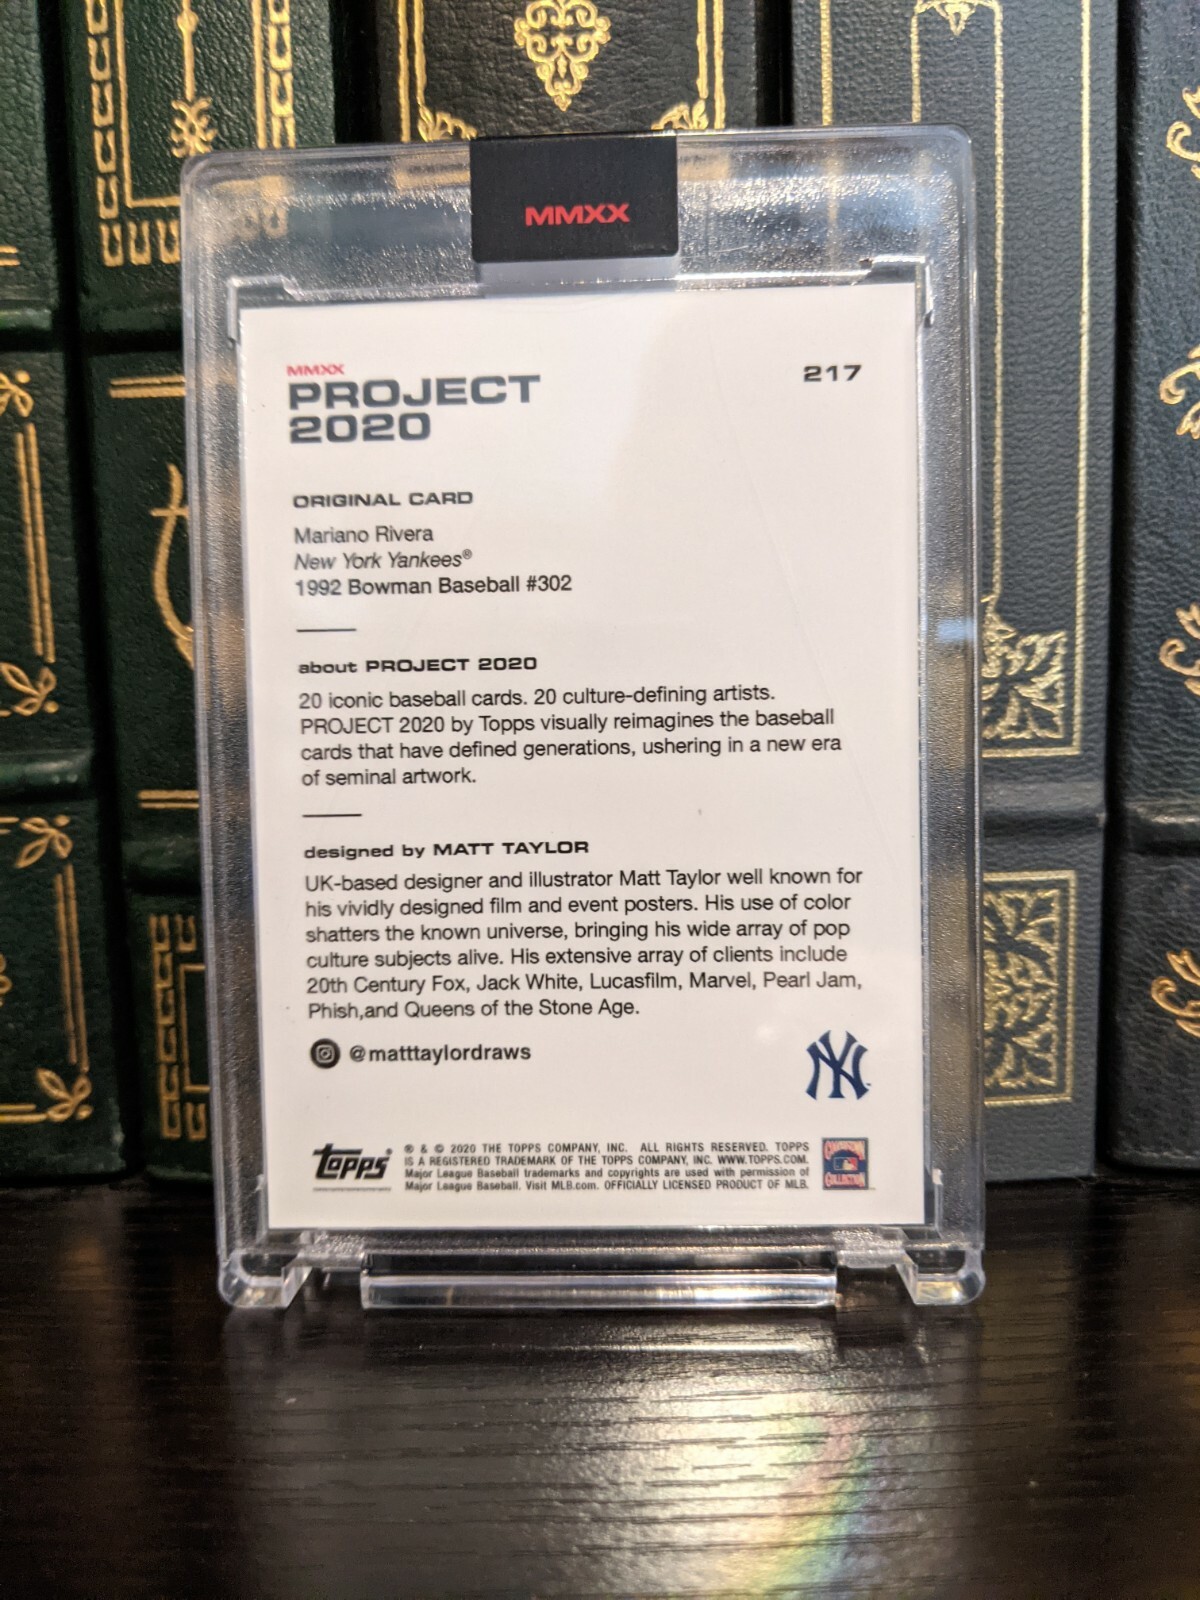 MMXX
MMXX
PROJECT
2020
217
ORIGINAL CARD
Mariano Rivera
New York Yankees®
1992 Bowman Baseball #302
about PROJECT 2020
20 iconic baseball cards. 20 culture-defining artists.
PROJECT 2020 by Topps visually reimagines the baseball
cards that have defined generations, ushering in a new era
of seminal artwork.
designed by MATT TAYLOR
UK-based designer and illustrator Matt Taylor well known for
his vividly designed film and event posters. His use of color
shatters the known universe, bringing his wide array of pop
culture subjects alive. His extensive array of clients include
20th Century Fox, Jack White, Lucasfilm, Marvel, Pearl Jam,
Phish,and Queens of the Stone Age.
@matttaylordraws
NY
topps®
® & © 2020 THE TOPPS COMPANY, INC. ALL RIGHTS RESERVED. TOPPS
IS A REGISTERED TRADEMARK OF THE TOPPS COMPANY, INC. WWW.TOPPS.COM.
Major League Baseball trademarks and copyrights are used with permission of
Major League Baseball. Visit MLB.com. OFFICIALLY LICENSED PRODUCT OF MLB.